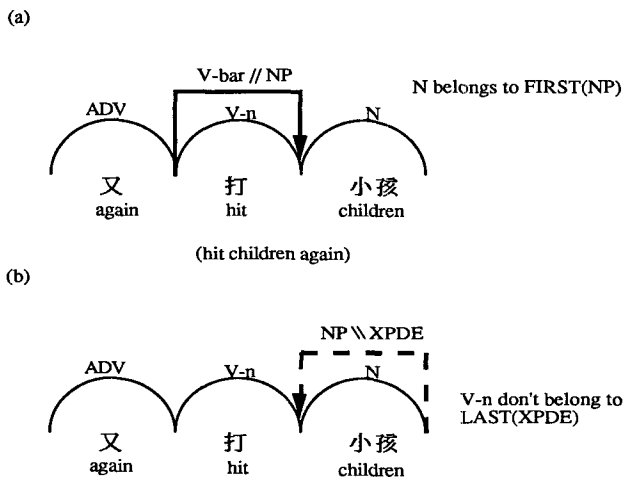 (a)
V-bar // NP
N belongs to FIRST(NP)
ADV V-n N
又 打 小孩
again hit children
(hit children again)
(b)
NP \\ XPDE
ADV V-n N
V-n don't belong to
LAST(XPDE)
又 打 小孩
again hit children